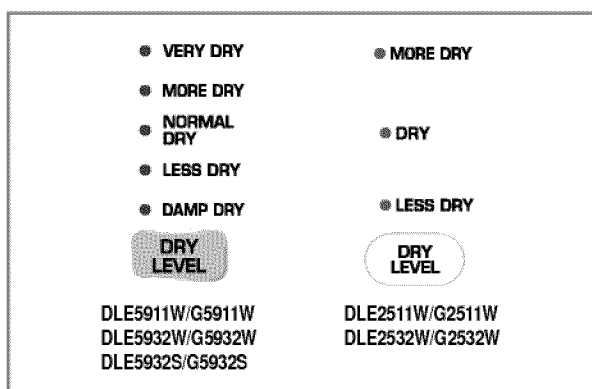 VERY DRY
MORE DRY
NORMAL
DRY
LESS DRY
DAMP DRY
DRY
LEVEL
DLE5911W/G5911W
DLE5932W/G5932W
DLE5932S/G5932S
MORE DRY
DRY
LESS DRY
DRY
LEVEL
DLE2511W/G2511W
DLE2532W/G2532W